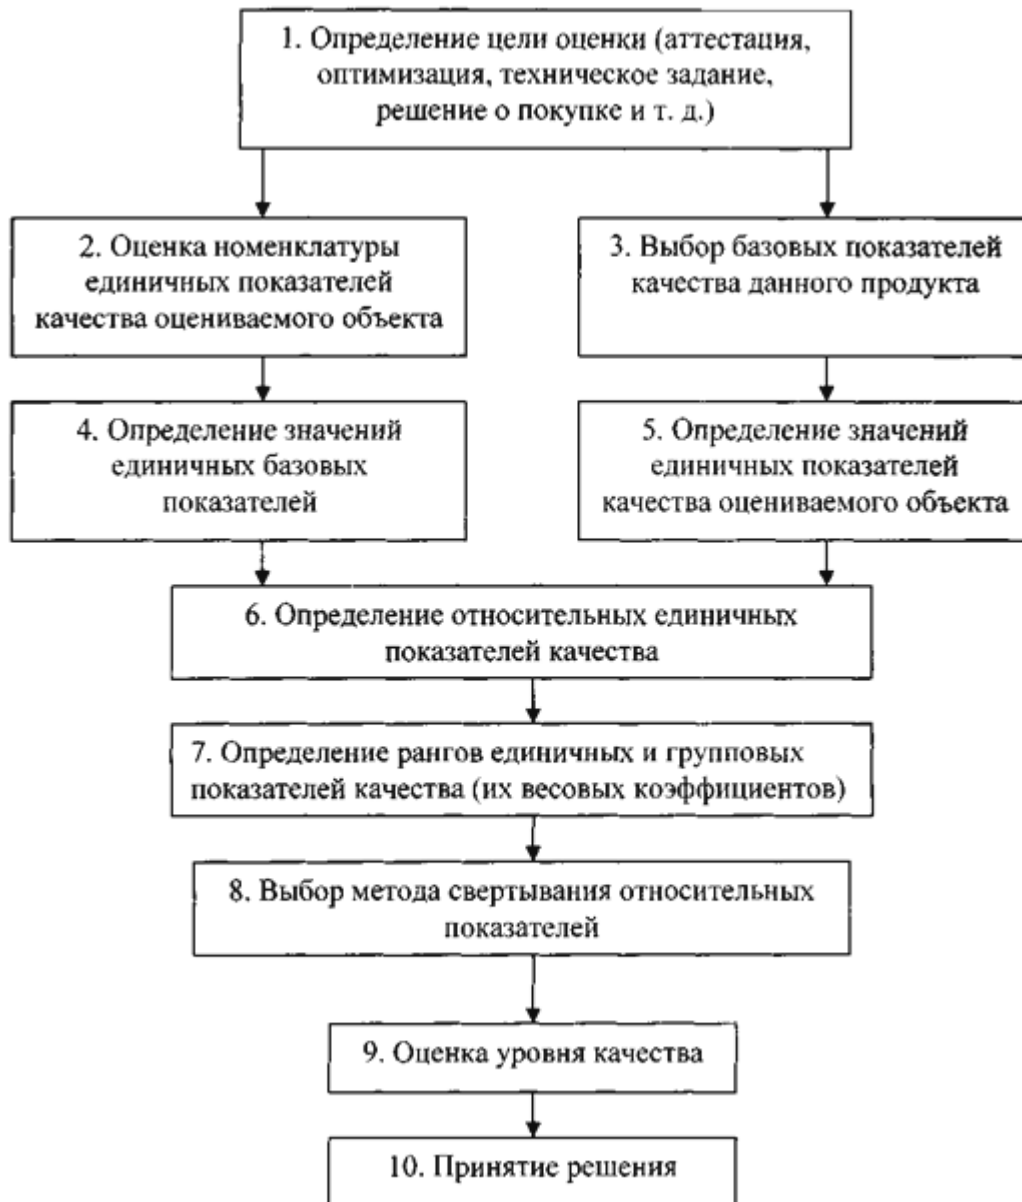 1. Определение цели оценки (аттестация,
оптимизация, техническое задание,
решение о покупке и т. д.)
2. Оценка номенклатуры
единичных показателей
качества оцениваемого объекта
3. Выбор базовых показателей
качества данного продукта
4. Определение значений
единичных базовых
показателей
5. Определение значений
единичных показателей
качества оцениваемого объекта
6. Определение относительных единичных
показателей качества
7. Определение рангов единичных и групповых
показателей качества (их весовых коэффициентов)
8. Выбор метода свертывания относительных
показателей
9. Оценка уровня качества
10. Принятие решения